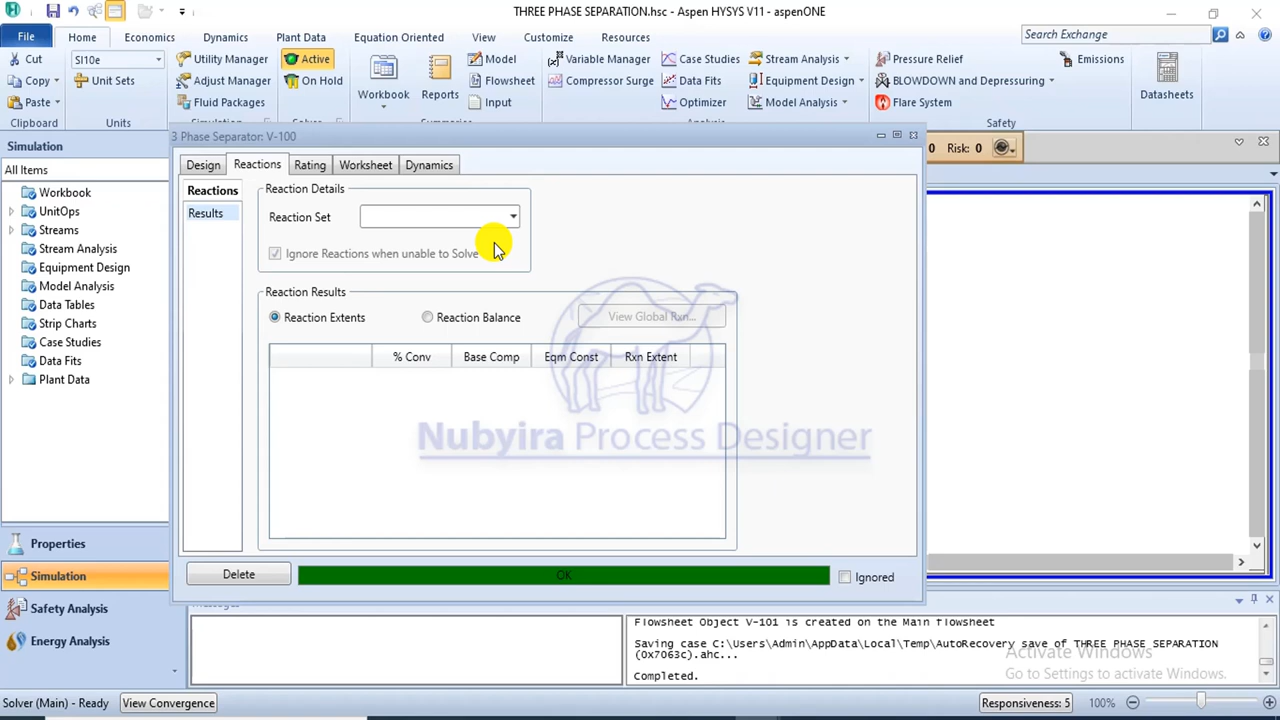 THREE PHASE SEPARATION.hsc - Aspen HYSYS V11 - aspenONE
File Home Economics Dynamics Plant Data Equation Oriented View Customize Resources Search Exchange
Cut SI10e Utility Manager Active Model Variable Manager Case Studies Stream Analysis Pressure Relief Emissions
Copy Unit Sets Adjust Manager On Hold Workbook Reports Flowsheet Compressor Surge Data Fits Equipment Design BLOWDOWN and Depressuring Datasheets
Paste Fluid Packages Input Optimizer Model Analysis Flare System
Clipboard Units Safety
Simulation 3 Phase Separator: V-100 0 Risk: 0
All Items Design Reactions Rating Worksheet Dynamics
Workbook Reactions Reaction Details
UnitOps Results Reaction Set
Streams
Stream Analysis Ignore Reactions when unable to Solve
Equipment Design
Model Analysis Reaction Results
Data Tables Reaction Extents Reaction Balance View Global Rxn...
Strip Charts
Case Studies % Conv Base Comp Eqm Const Rxn Extent
Data Fits
Plant Data
Nubyira Process Designer
Properties
Simulation Delete OK Ignored
Safety Analysis
Energy Analysis
Flowsheet Object V-101 is created on the Main flowsheet
Saving case C:\Users\Admin\AppData\Local\Temp\AutoRecovery save of THREE PHASE SEPARATION
(0x7063c).ahc...
Completed.
Activate Windows
Go to Settings to activate Windows.
Solver (Main) - Ready View Convergence Responsiveness: 5 100%